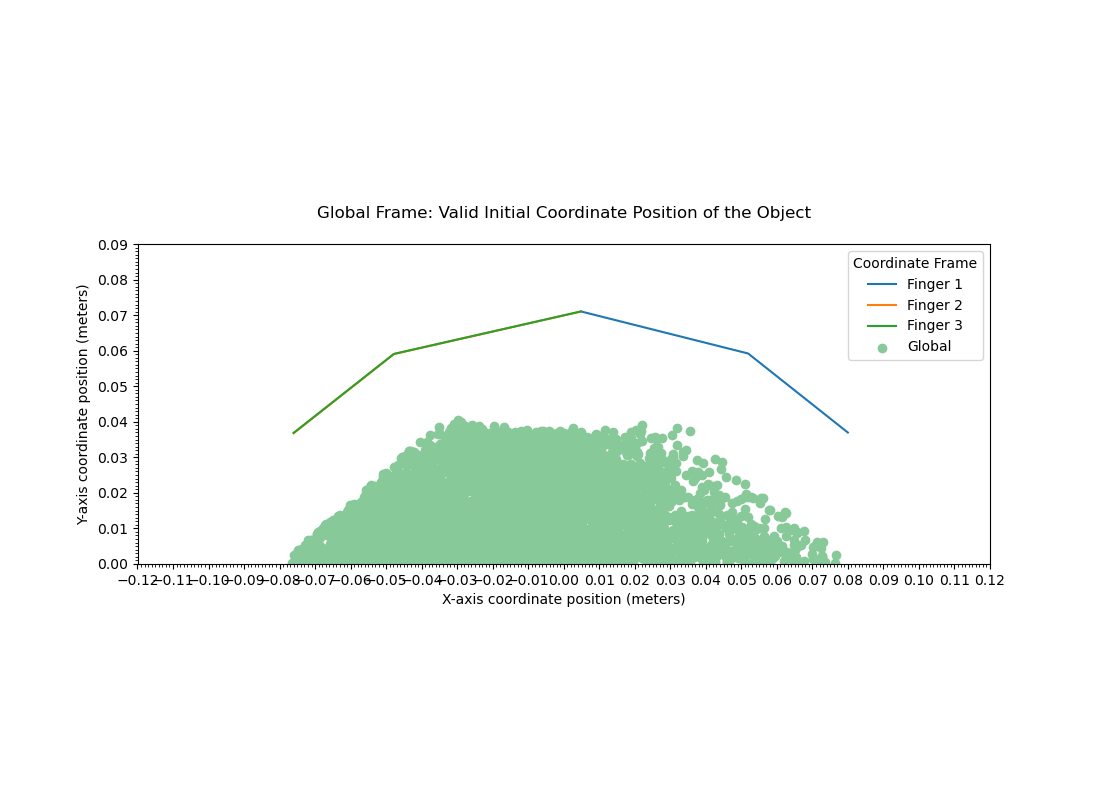 Global Frame: Valid Initial Coordinate Position of the Object
Y-axis coordinate position (meters)
0.09
0.08
0.07
0.06
0.05
0.04
0.03
0.02
0.01
0.00
Coordinate Frame
Finger 1
Finger 2
Finger 3
Global
−0.12 −0.11 −0.10 −0.09 −0.08 −0.07 −0.06 −0.05 −0.04 −0.03 −0.02 −0.01 0.00 0.01 0.02 0.03 0.04 0.05 0.06 0.07 0.08 0.09 0.10 0.11 0.12
X-axis coordinate position (meters)